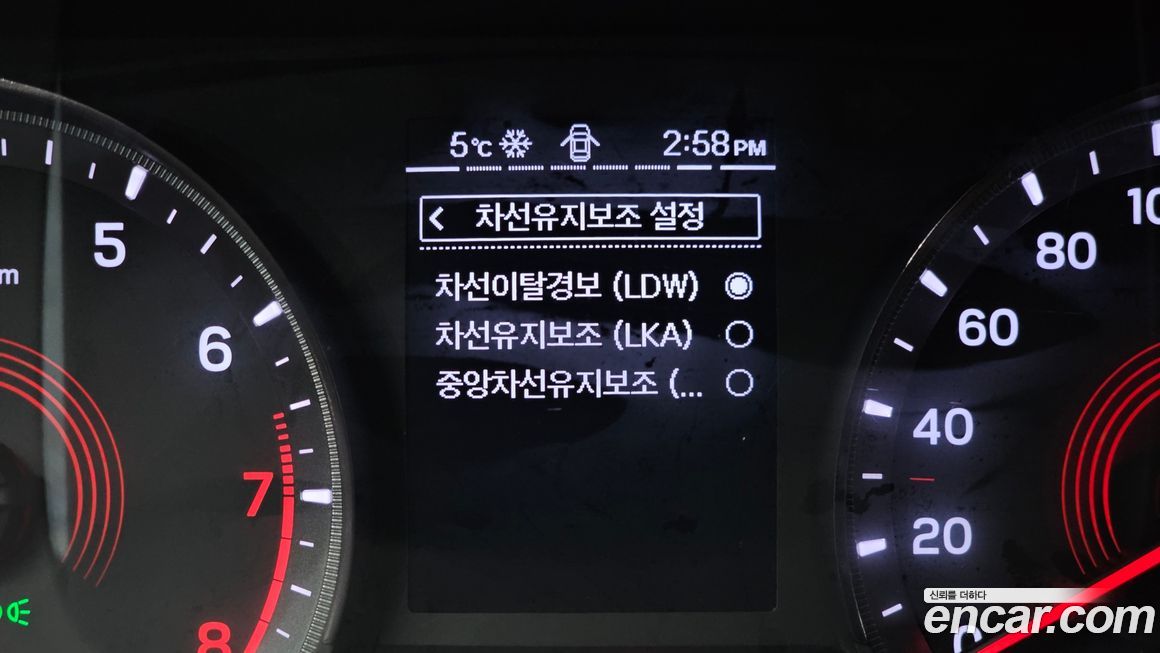 5℃ 2:58PM
< 차선유지보조 설정
차선이탈경보 (LDW)
차선유지보조 (LKA)
중앙차선유지보조 (...
5
6
7
8
80
60
40
20
신뢰를 더하다
encar.com